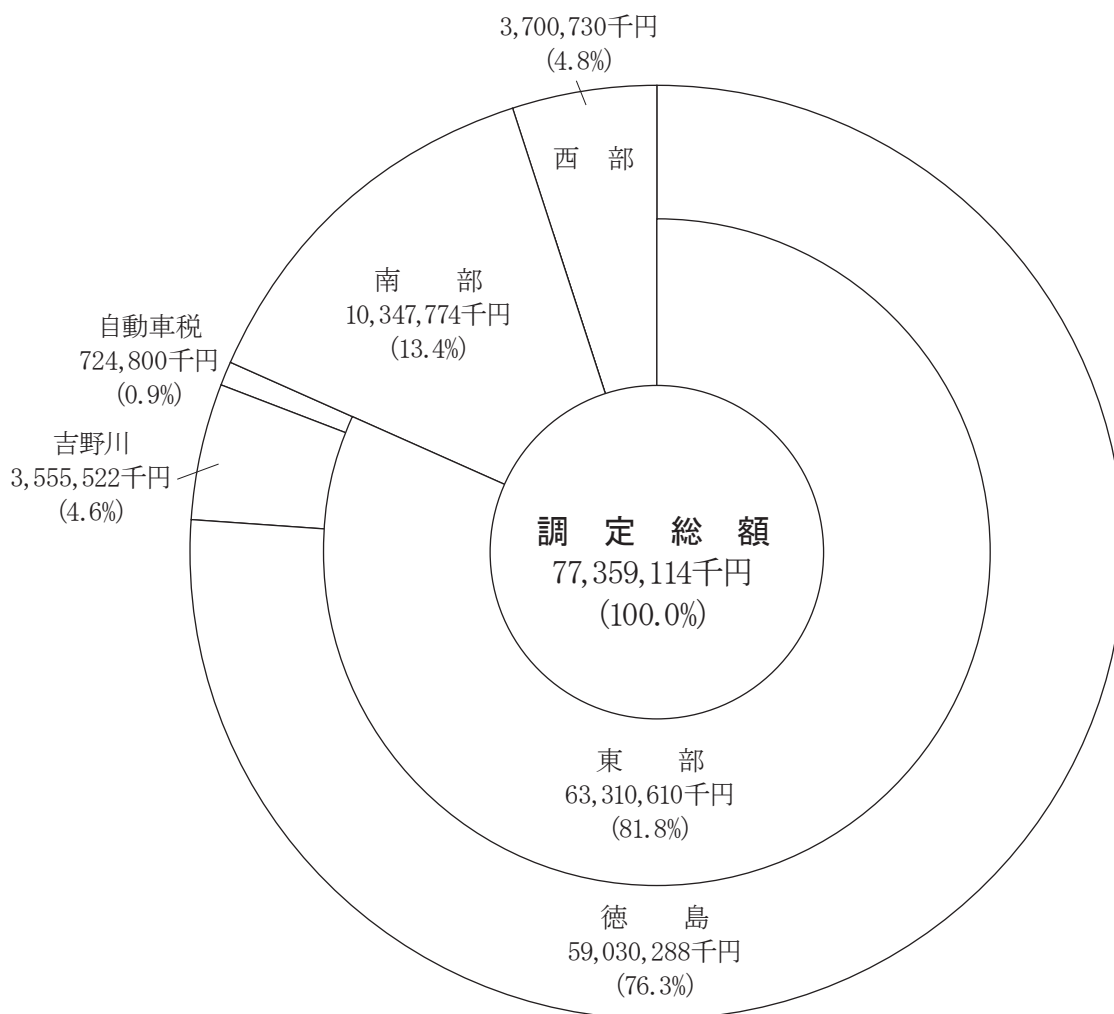 3,700,730千円
(4.8%)
西　部
南　　部
10,347,774千円
(13.4%)
自動車税
724,800千円
(0.9%)
吉野川
3,555,522千円
(4.6%)
調　定　総　額
77,359,114千円
(100.0%)
東　　部
63,310,610千円
(81.8%)
徳　　島
59,030,288千円
(76.3%)